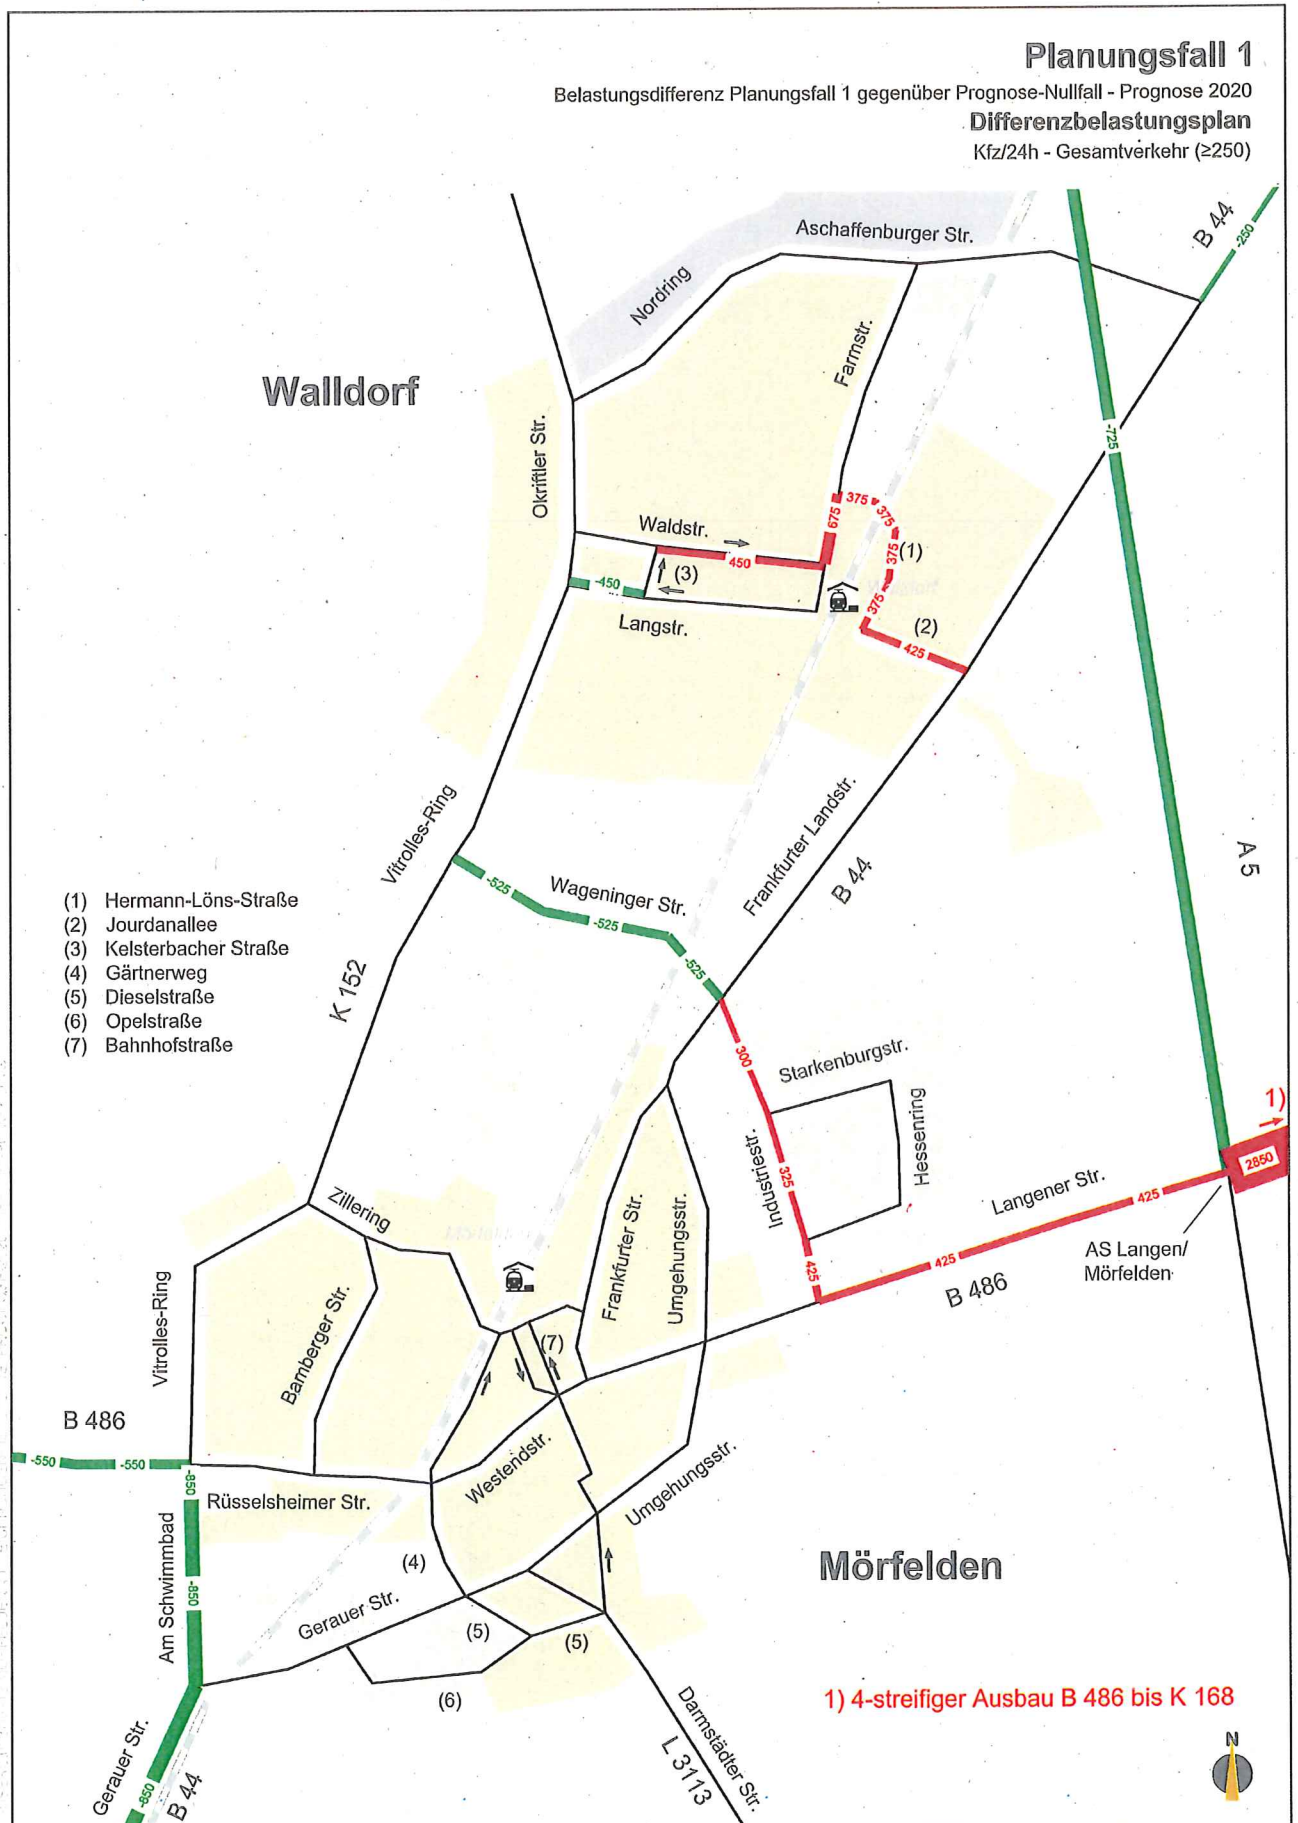 Planungsfall 1
Belastungsdifferenz Planungsfall 1 gegenüber Prognose-Nullfall - Prognose 2020
Differenzbelastungsplan
Kfz/24h - Gesamtverkehr (≥250)
Aschaffenburger Str.
B 44
-250
Nordring
Farmstr.
Walldorf
Okriftler Str.
-725
375
675
375
Waldstr.
375
(1)
450
(3)
-450
375
Langstr.
(2)
425
Vitrolles-Ring
Frankfurter Landstr.
B 44
A 5
-525
Wageninger Str.
-525
-525
(1) Hermann-Löns-Straße
(2) Jourdanallee
(3) Kelsterbacher Straße
(4) Gärtnerweg
(5) Dieselstraße
(6) Opelstraße
(7) Bahnhofstraße
K 152
300
Starkenburgstr.
Hessenring
Industriestr.
325
1)
2850
Langener Str.
425
425
425
AS Langen/
Mörfelden
B 486
Zillering
Frankfurter Str.
Umgehungsstr.
Vitrolles-Ring
Bamberger Str.
(7)
B 486
-550
-550
-850
Rüsselsheimer Str.
Westendstr.
Umgehungsstr.
Am Schwimmbad
-850
(4)
Gerauer Str.
(5)
(5)
(6)
Mörfelden
Darmstädter Str.
L 3113
1) 4-streifiger Ausbau B 486 bis K 168
Gerauer Str.
-850
B 44
N